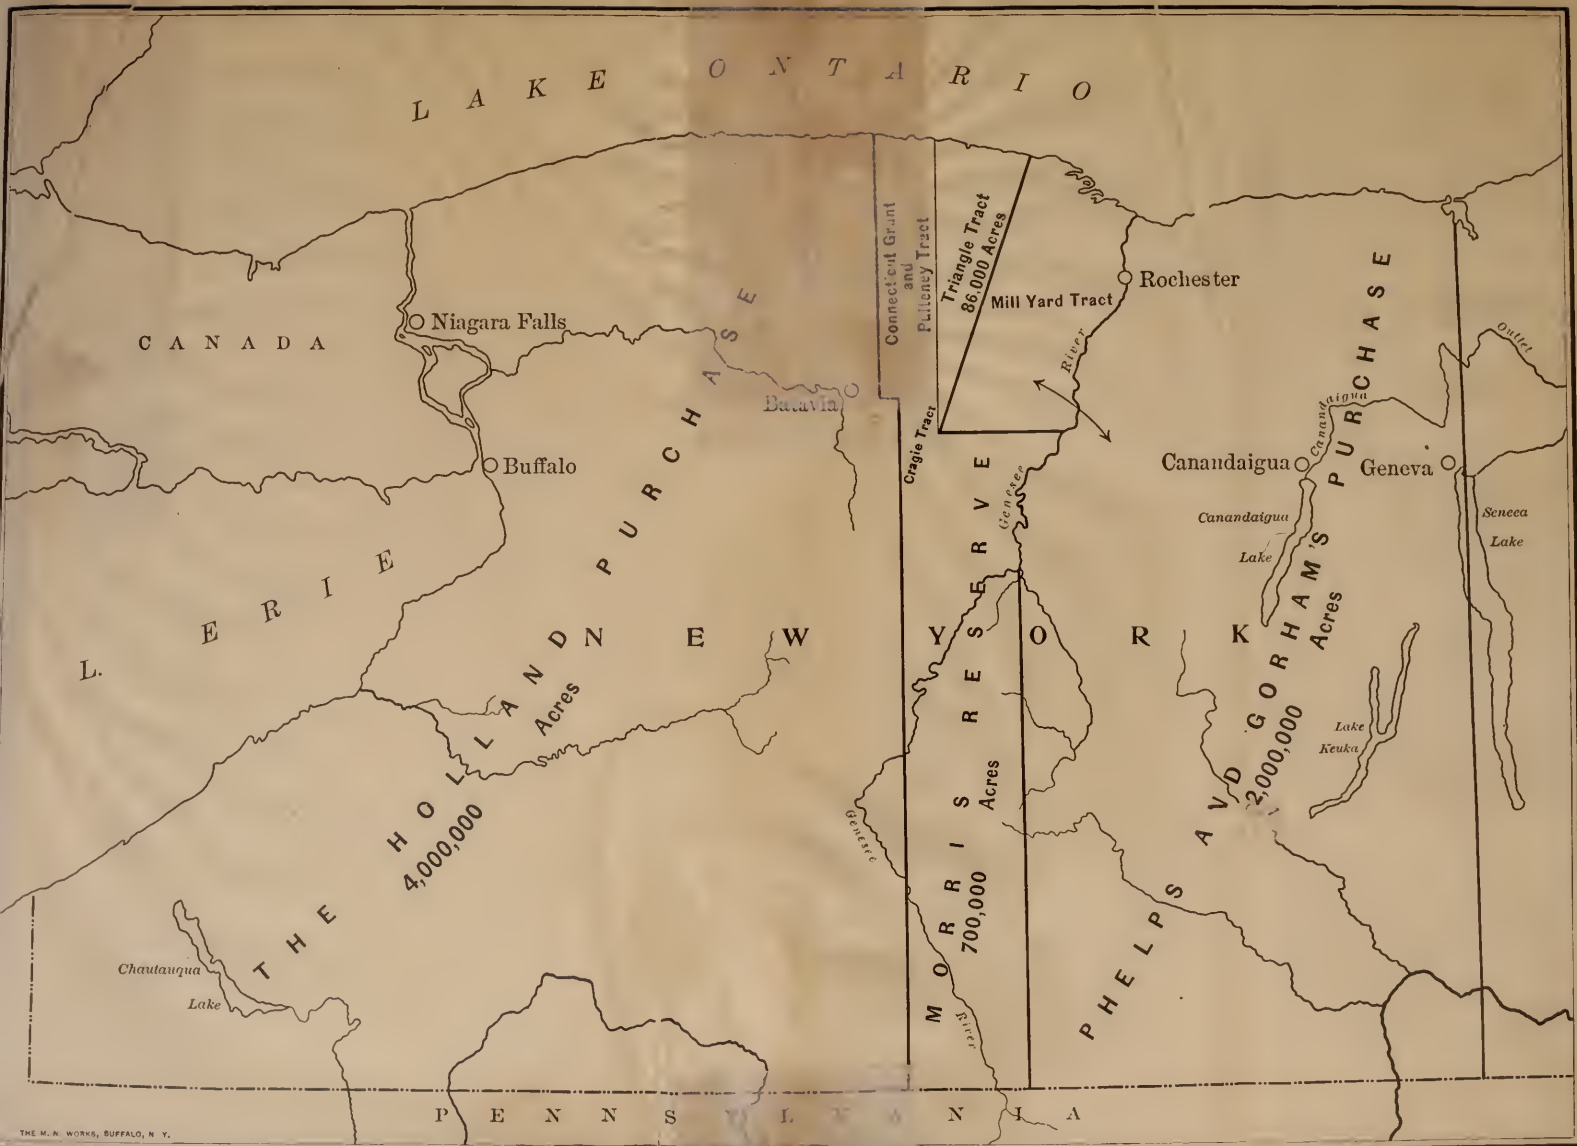 LAKE ONTARIO
CANADA
Niagara Falls
Buffalo
Batavia
L. ERIE
Connecticut Grant
and
Pulteney Tract
Triangle Tract
86,000 Acres
Mill Yard Tract
Rochester
River
Genesee
Cragie Tract
Canandaigua
Outlet
Canandaigua
Geneva
Canandaigua
Lake
Seneca
Lake
NEW YORK
THE HOLLAND PURCHASE
4,000,000 Acres
MORRIS RESERVE
700,000 Acres
PHELPS AVD GORHAM'S PURCHASE
2,000,000 Acres
Lake
Keuka
Genesee
River
Chautauqua
Lake
PENNSYLVANIA
THE M. N. WORKS, BUFFALO, N Y.